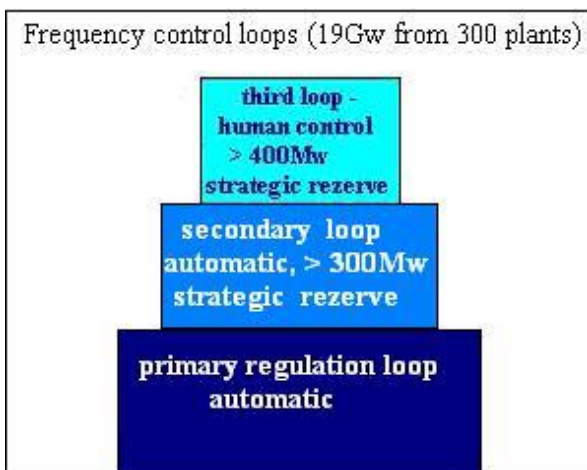 Frequency control loops (19Gw from 300 plants)
third loop -
human control
> 400Mw
strategic rezerve
secondary loop
automatic, > 300Mw
strategic rezerve
primary regulation loop
automatic